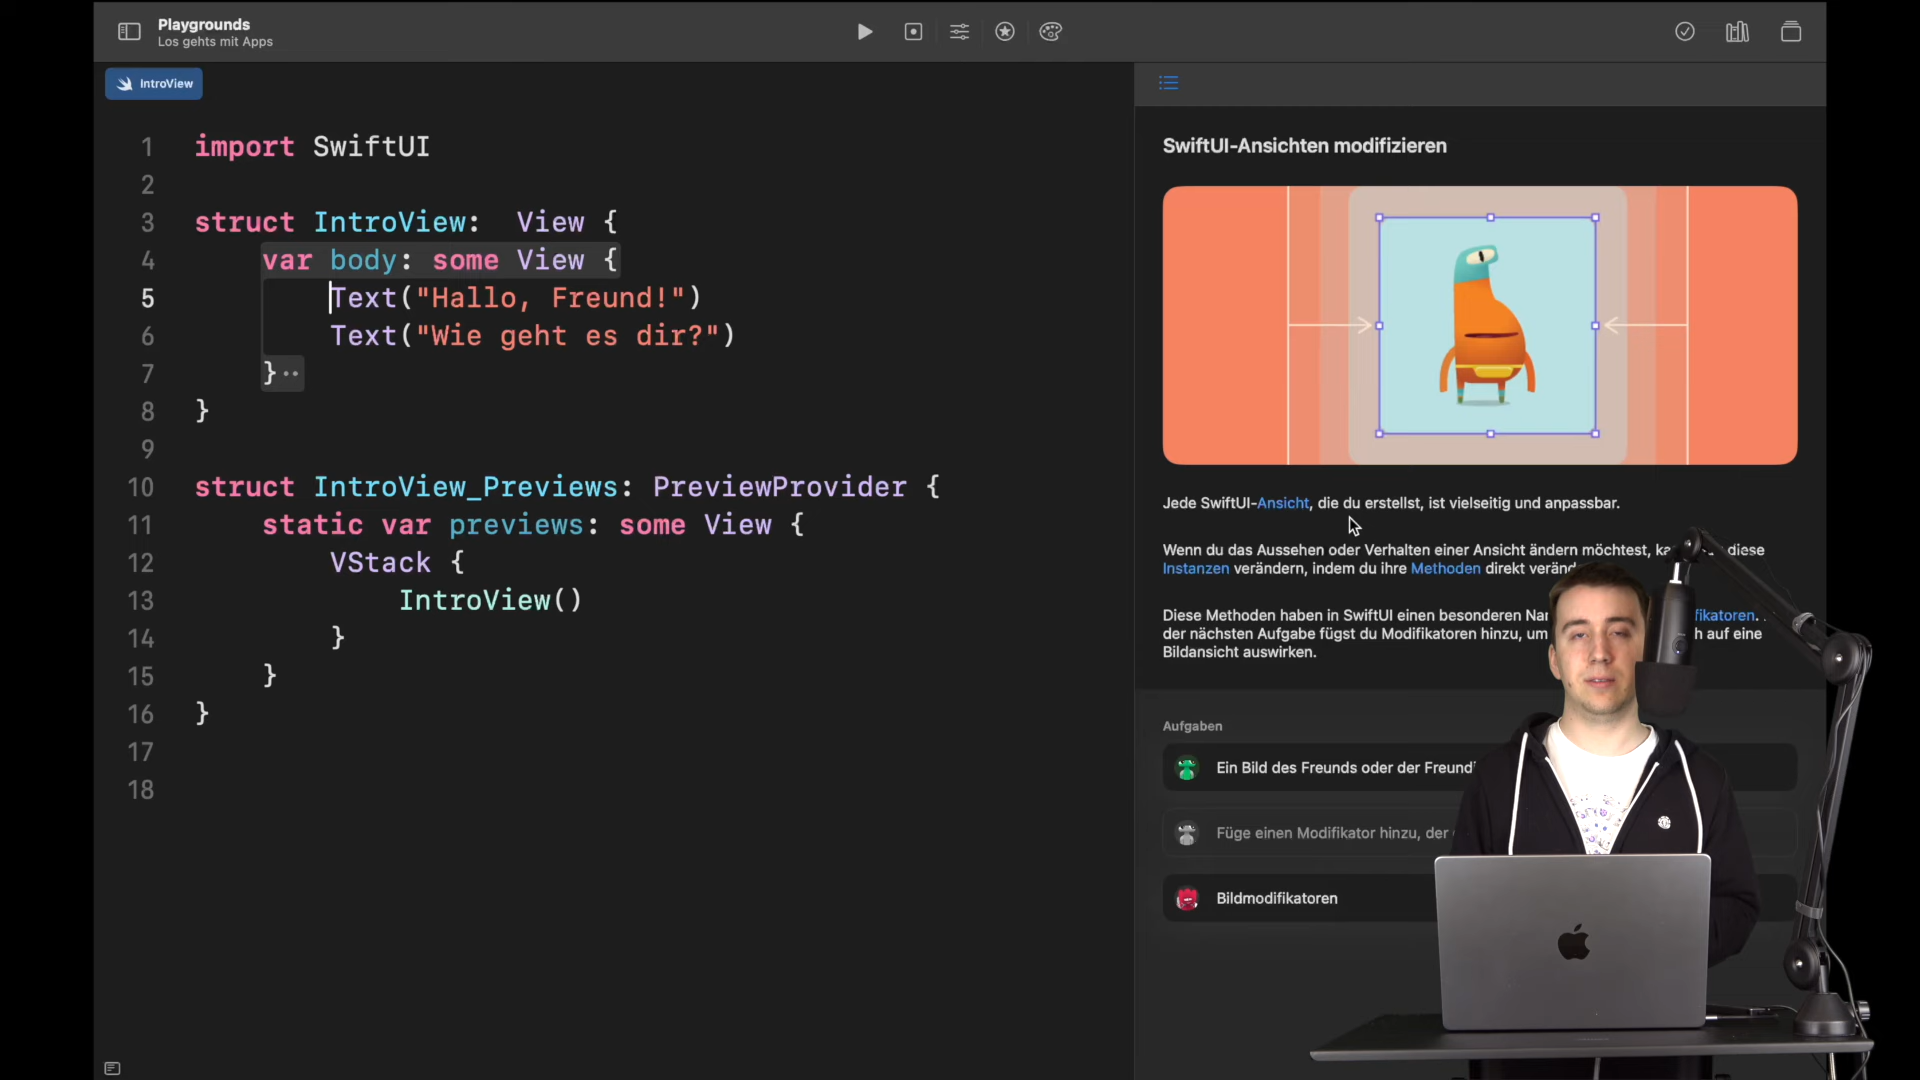 Playgrounds
Los gehts mit Apps
IntroView
1 import SwiftUI
2
3 struct IntroView:  View {
4 var body: some View {
5 Text("Hallo, Freund!")
6 Text("Wie geht es dir?")
7 }
8 }
9
10 struct IntroView_Previews: PreviewProvider {
11 static var previews: some View {
12 VStack {
13 IntroView()
14 }
15 }
16 }
17
18
SwiftUI-Ansichten modifizieren
Jede SwiftUI-Ansicht, die du erstellst, ist vielseitig und anpassbar.
Wenn du das Aussehen oder Verhalten einer Ansicht ändern möchtest, diese
Instanzen verändern, indem du ihre Methoden direkt
Diese Methoden haben in SwiftUI einen besonderen
der nächsten Aufgabe fügst du Modifikatoren hinzu, auf eine
Bildansicht auswirken.
Aufgaben
Ein Bild des Freunds oder der
Füge einen Modifikator hinzu, der
Bildmodifikatoren